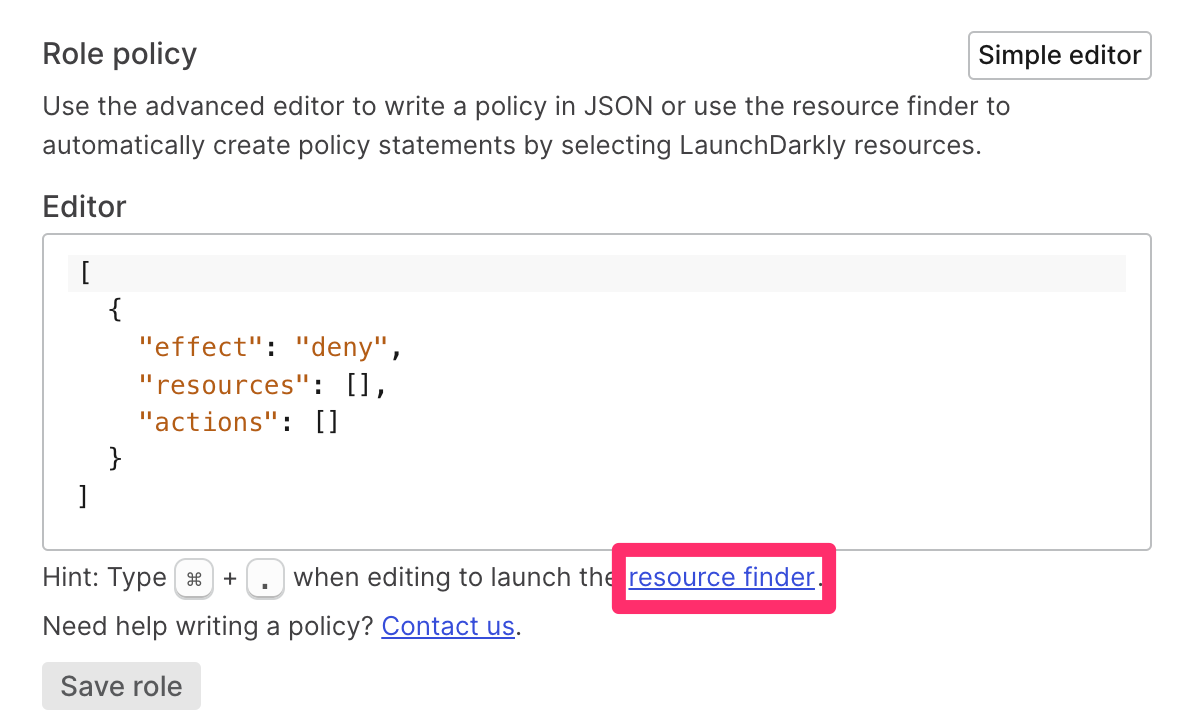 Role policy
Simple editor
Use the advanced editor to write a policy in JSON or use the resource finder to
automatically create policy statements by selecting LaunchDarkly resources.
Editor
[
  {
    "effect": "deny",
    "resources": [],
    "actions": []
  }
]
Hint: Type ⌘ + . when editing to launch the resource finder.
Need help writing a policy? Contact us.
Save role